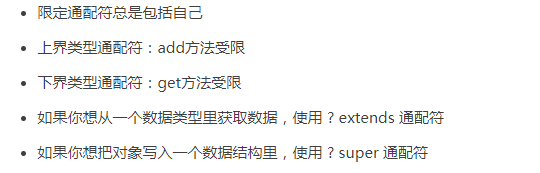 限定通配符总是包括自己
上界类型通配符：add方法受限
下界类型通配符：get方法受限
如果你想从一个数据类型里获取数据，使用 ? extends 通配符
如果你想把对象写入一个数据结构里，使用 ? super 通配符